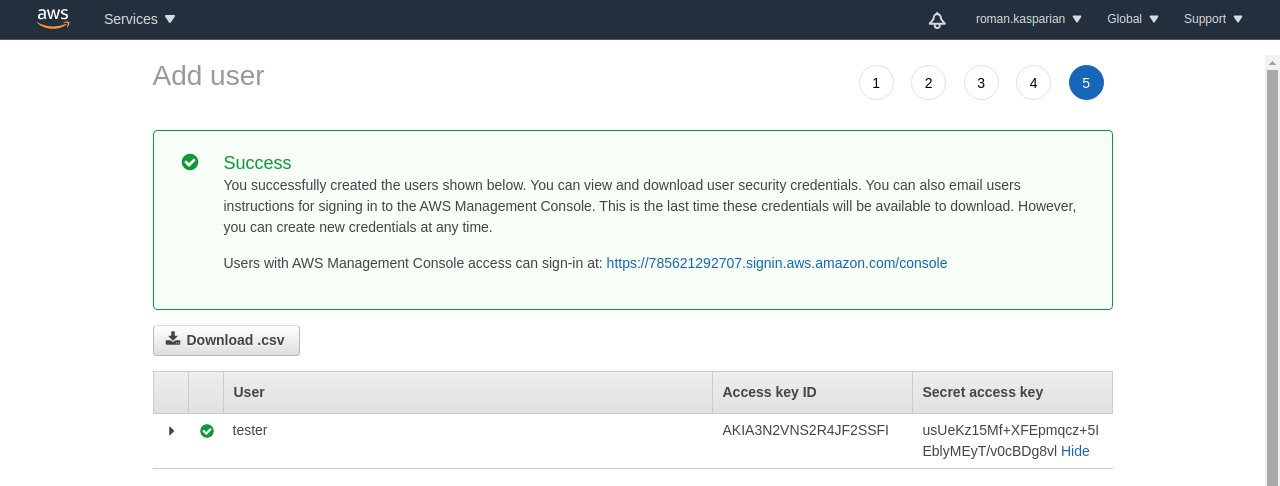 aws
Services
roman.kasparian
Global
Support
Add user
1
2
3
4
5
Success
You successfully created the users shown below. You can view and download user security credentials. You can also email users
instructions for signing in to the AWS Management Console. This is the last time these credentials will be available to download. However,
you can create new credentials at any time.
Users with AWS Management Console access can sign-in at: https://785621292707.signin.aws.amazon.com/console
Download .csv
User Access key ID Secret access key
tester AKIA3N2VNS2R4JF2SSFI usUeKz15Mf+XFEpmqcz+5I
EblyMEyT/v0cBDg8vl Hide